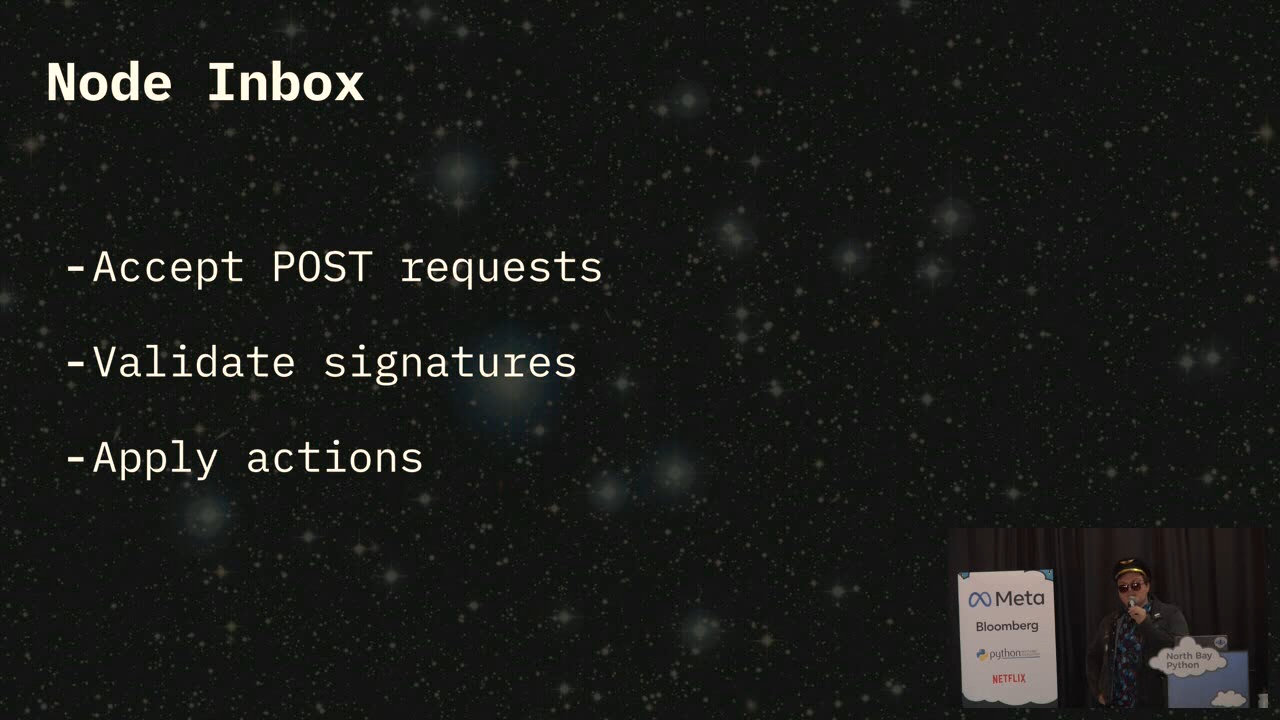 Node Inbox
-Accept POST requests
-Validate signatures
-Apply actions
Meta
Bloomberg
python
NETFLIX
North Bay
Python